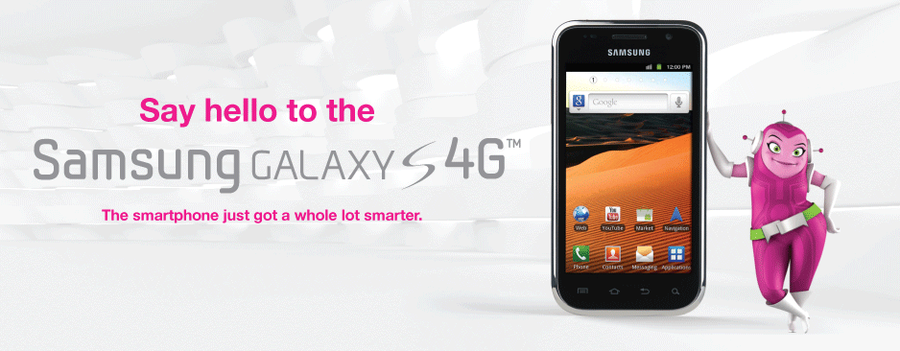 Say hello to the
Samsung GALAXY S 4G™
The smartphone just got a whole lot smarter.
SAMSUNG
12:00 PM
1
Google
Web YouTube Market Navigation
Phone Contacts Messaging Applications